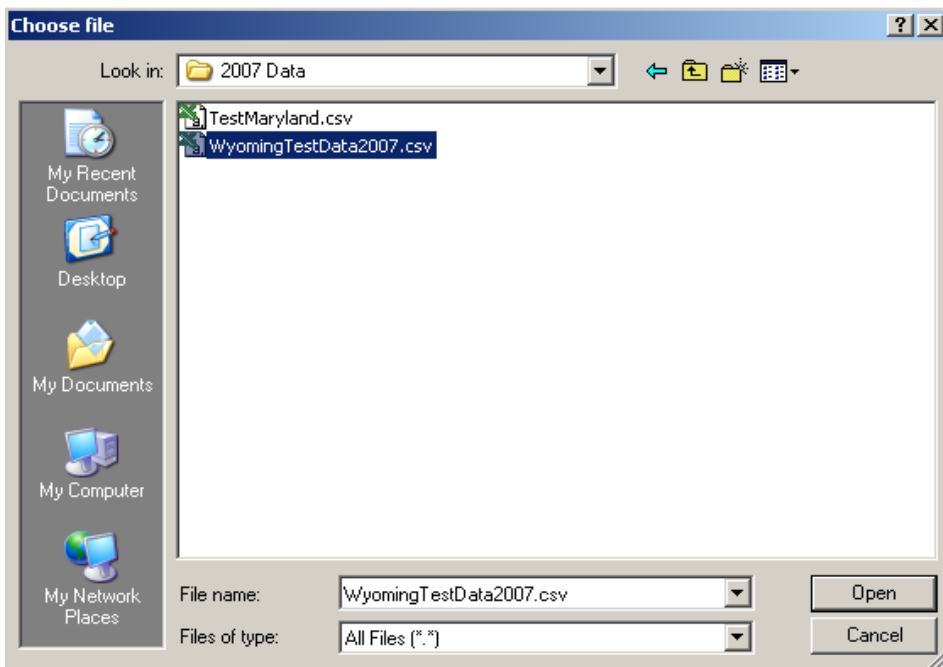 Choose file
Look in: 2007 Data
TestMaryland.csv
WyomingTestData2007.csv
My Recent
Documents
Desktop
My Documents
My Computer
My Network
Places
File name: WyomingTestData2007.csv Open
Files of type: All Files (*.*) Cancel